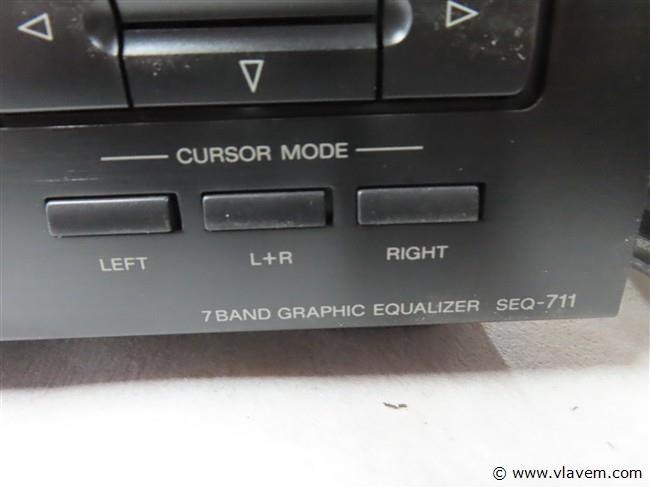 CURSOR MODE
LEFT L+R RIGHT
7 BAND GRAPHIC EQUALIZER SEQ-711
© www.vlavem.com